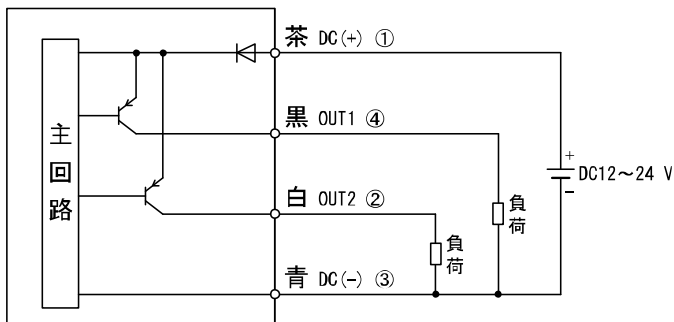 茶 DC(+) ①
黒 OUT1 ④
主回路
+
DC12～24 V
-
負荷
白 OUT2 ②
負荷
青 DC(-) ③